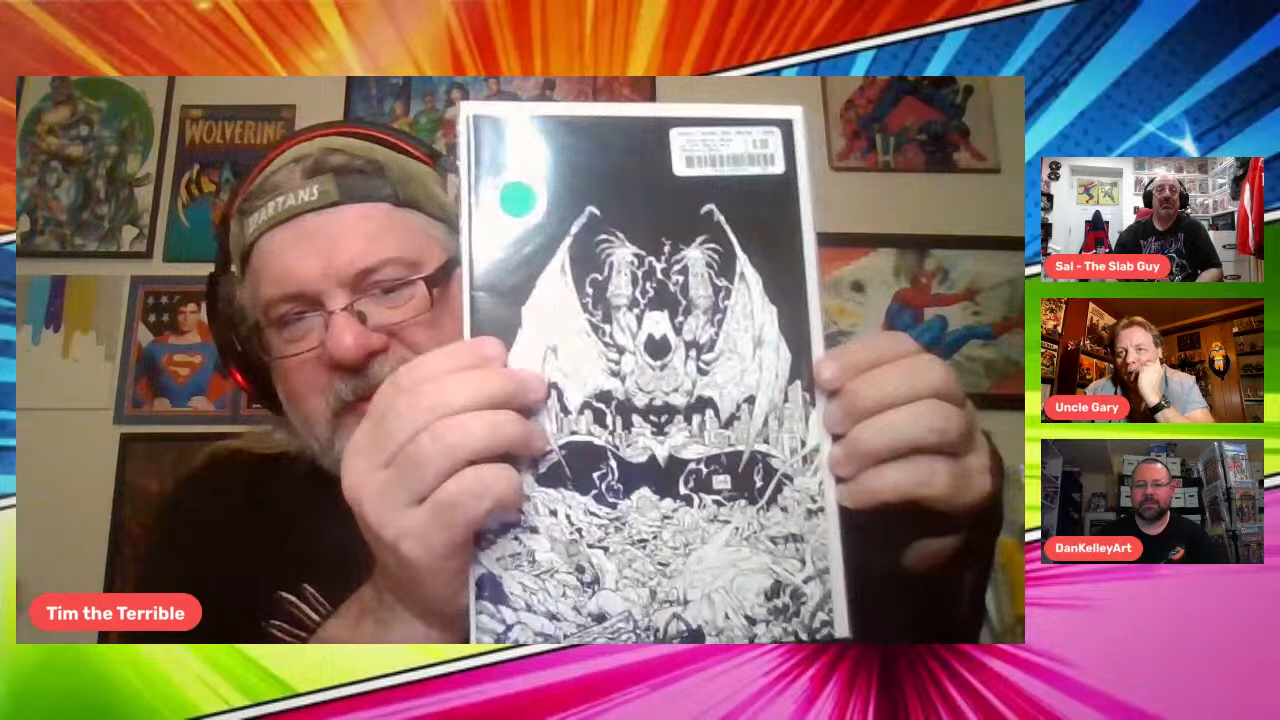 WOLVERINE
SPARTANS
Tim the Terrible
Sal - The Slab Guy
Uncle Gary
DanKelleyArt